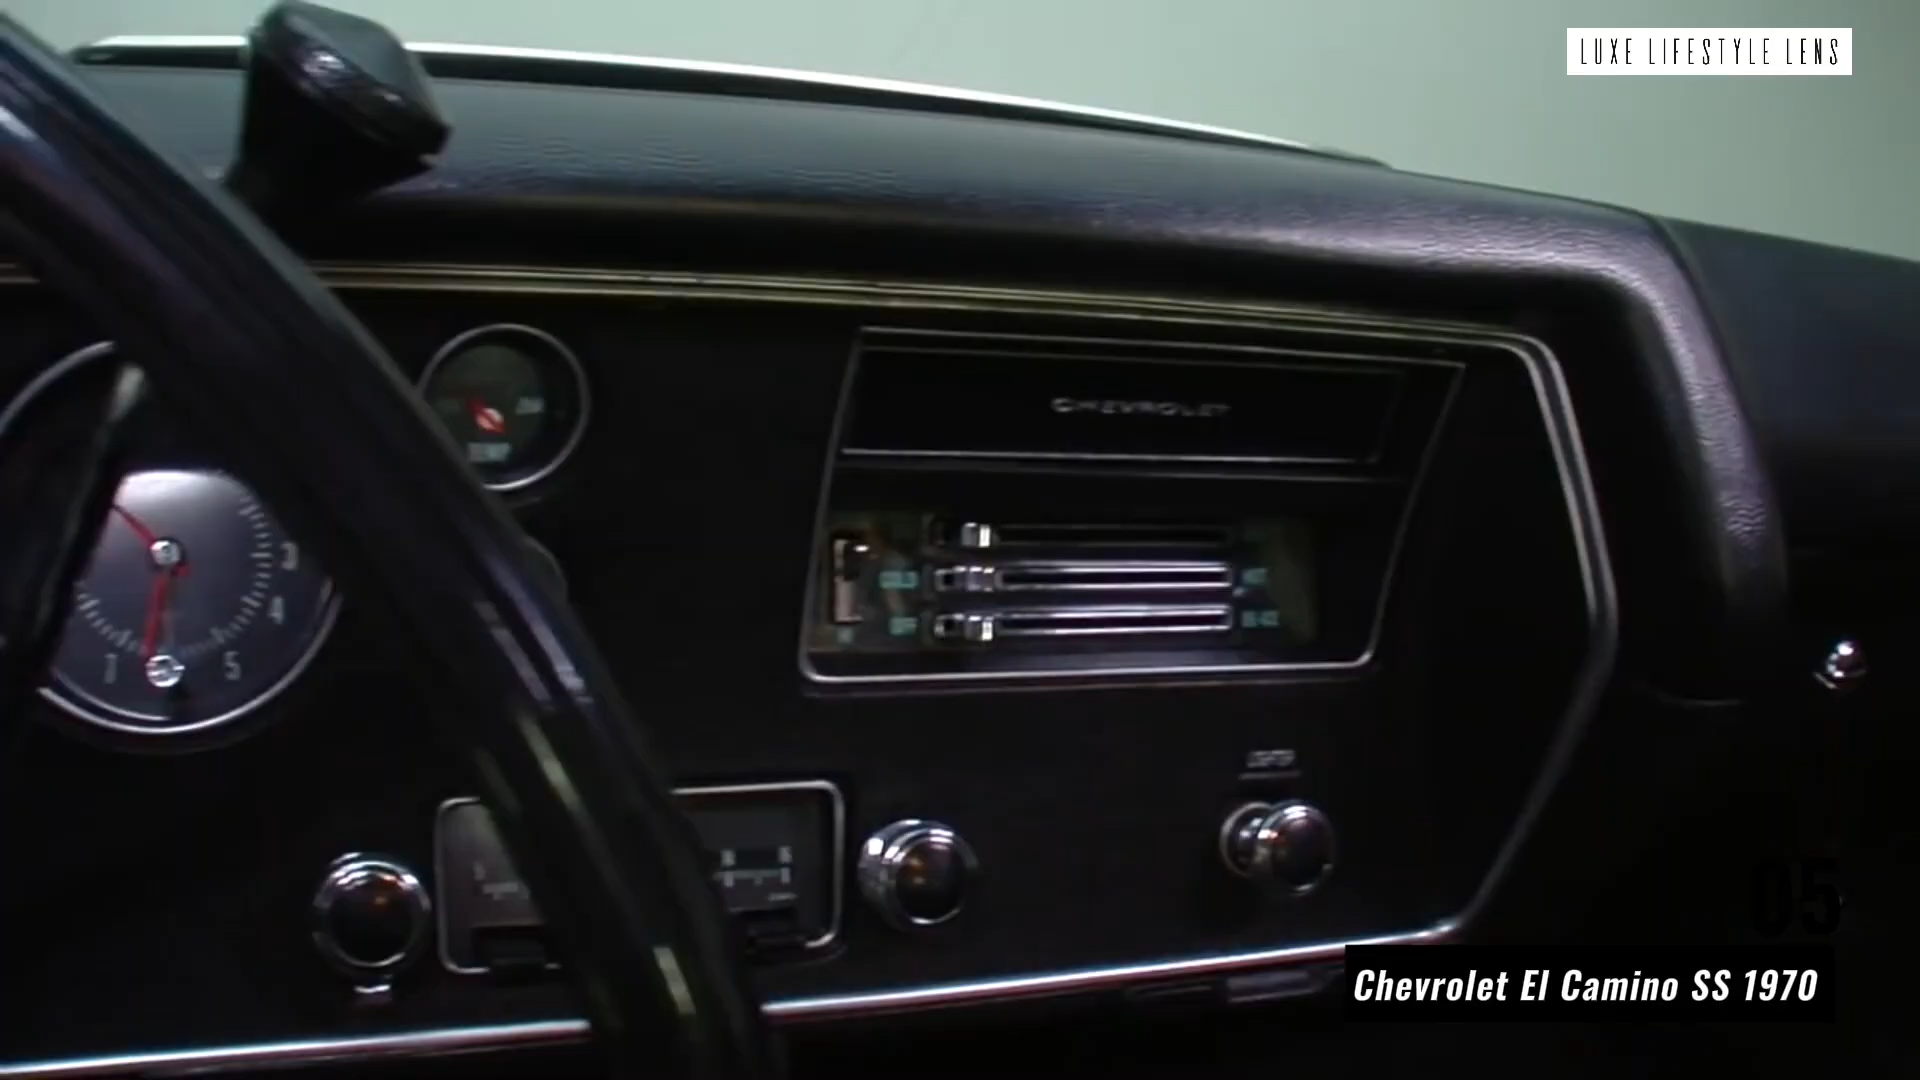 LUXE LIFESTYLE LENS
CHEVROLET
TEMP
3
4
COLD
HOT
OFF
1
5
05
Chevrolet El Camino SS 1970